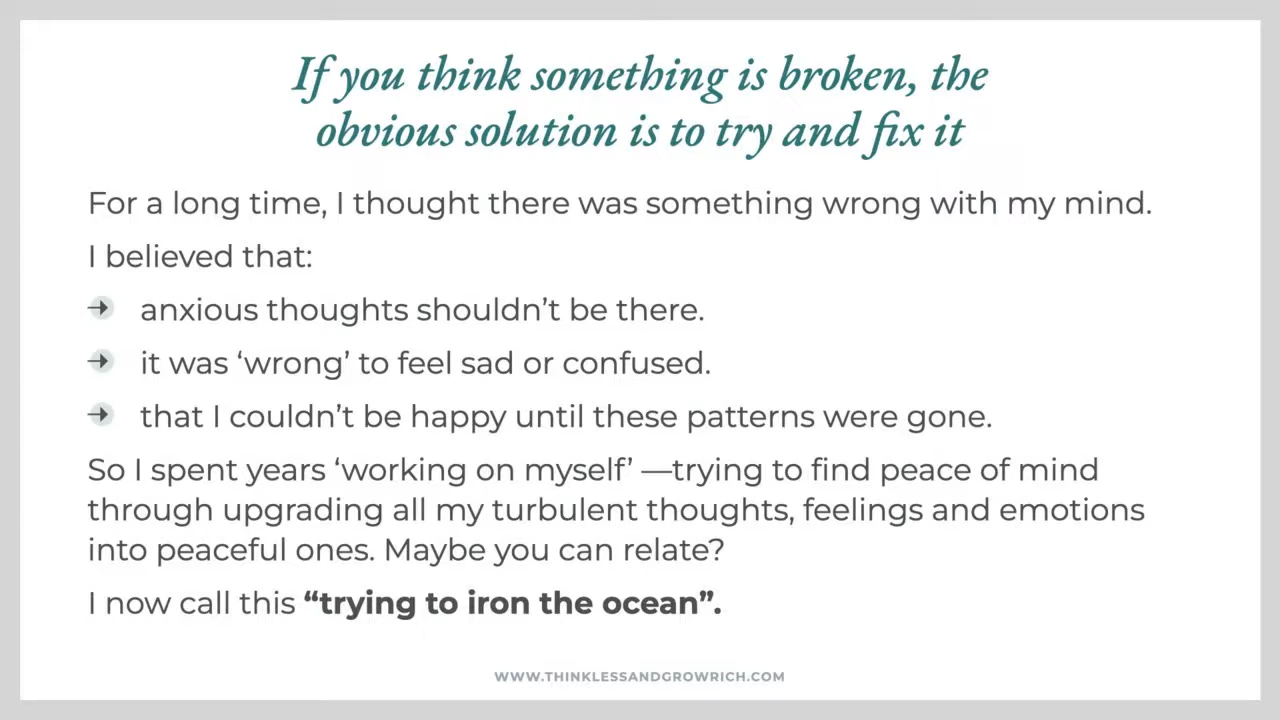 If you think something is broken, the
obvious solution is to try and fix it
For a long time, I thought there was something wrong with my mind.
I believed that:
→ anxious thoughts shouldn’t be there.
→ it was ‘wrong’ to feel sad or confused.
→ that I couldn’t be happy until these patterns were gone.
So I spent years ‘working on myself’ —trying to find peace of mind
through upgrading all my turbulent thoughts, feelings and emotions
into peaceful ones. Maybe you can relate?
I now call this “trying to iron the ocean”.
WWW.THINKLESSANDGROWRICH.COM